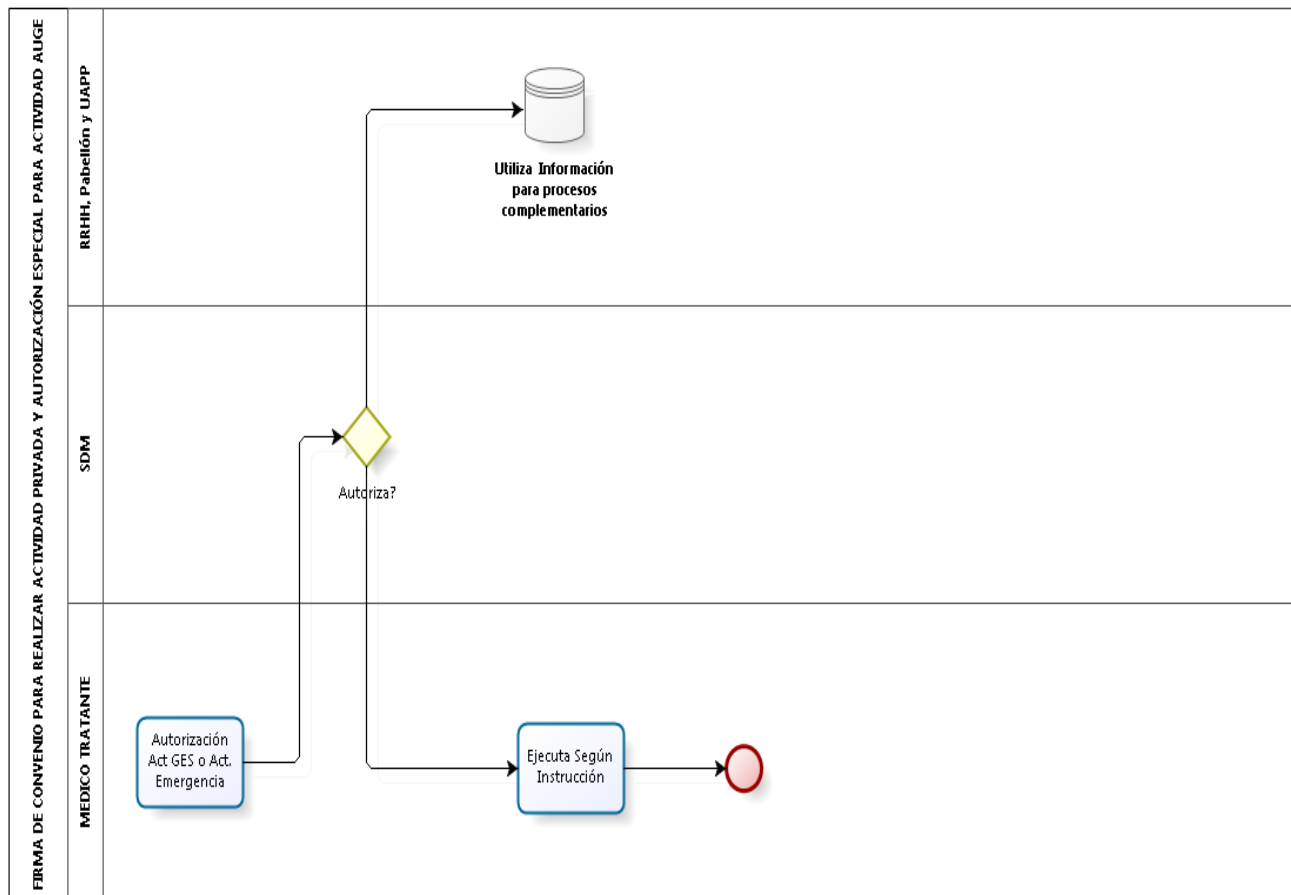 FIRMA DE CONVENIO PARA REALIZAR ACTIVIDAD PRIVADA Y AUTORIZACIÓN ESPECIAL PARA ACTIVIDAD AUGE
RRHH, Pabellón y UAPP
Utiliza Información
para procesos
complementarios
SDM
Autoriza?
MEDICO TRATANTE
Autorización
Act GES o Act.
Emergencia
Ejecuta Según
Instrucción